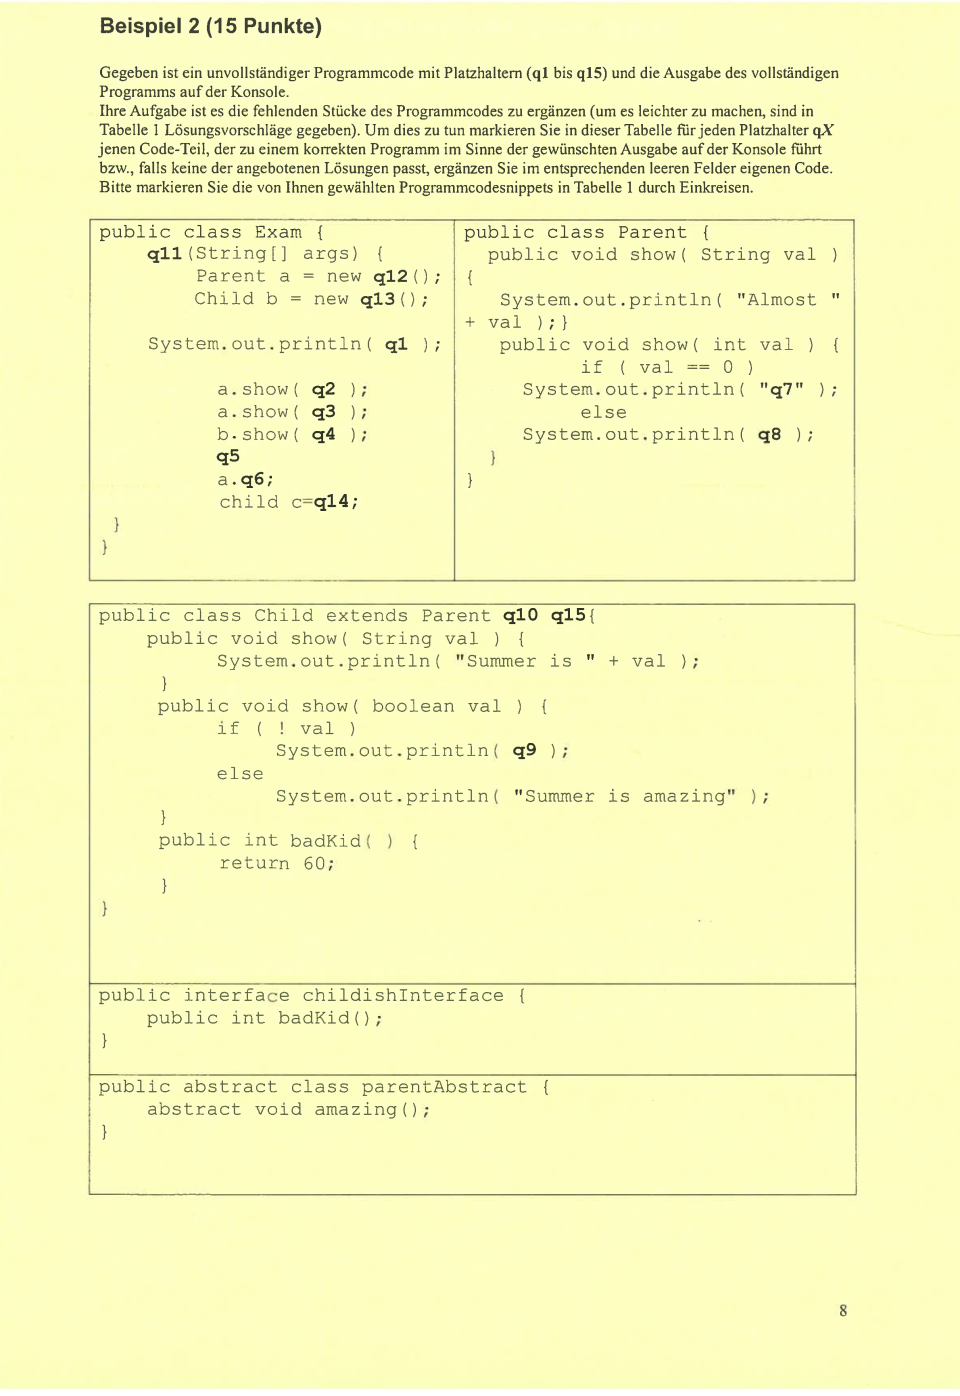 Beispiel 2 (15 Punkte)
Gegeben ist ein unvollständiger Programmcode mit Platzhaltern (q1 bis q15) und die Ausgabe des vollständigen
Programms auf der Konsole.
Ihre Aufgabe ist es die fehlenden Stücke des Programmcodes zu ergänzen (um es leichter zu machen, sind in
Tabelle 1 Lösungsvorschläge gegeben). Um dies zu tun markieren Sie in dieser Tabelle für jeden Platzhalter qX
jenen Code-Teil, der zu einem korrekten Programm im Sinne der gewünschten Ausgabe auf der Konsole führt
bzw., falls keine der angebotenen Lösungen passt, ergänzen Sie im entsprechenden leeren Felder eigenen Code.
Bitte markieren Sie die von Ihnen gewählten Programmcodesnippets in Tabelle 1 durch Einkreisen.
public class Exam {
q11(String[] args) {
Parent a = new q12();
Child b = new q13();
System.out.println( q1 );
a.show( q2 );
a.show( q3 );
b.show( q4 );
q5
a.q6;
child c=q14;
}
}
public class Parent {
public void show( String val )
{
System.out.println( "Almost "
+ val );}
public void show( int val ) {
if ( val == 0 )
System.out.println( "q7" );
else
System.out.println( q8 );
}
}
public class Child extends Parent q10 q15{
public void show( String val ) {
System.out.println( "Summer is " + val );
}
public void show( boolean val ) {
if ( ! val )
System.out.println( q9 );
else
System.out.println( "Summer is amazing" );
}
public int badKid( ) {
return 60;
}
}
public interface childishInterface {
public int badKid();
}
public abstract class parentAbstract {
abstract void amazing();
}
8